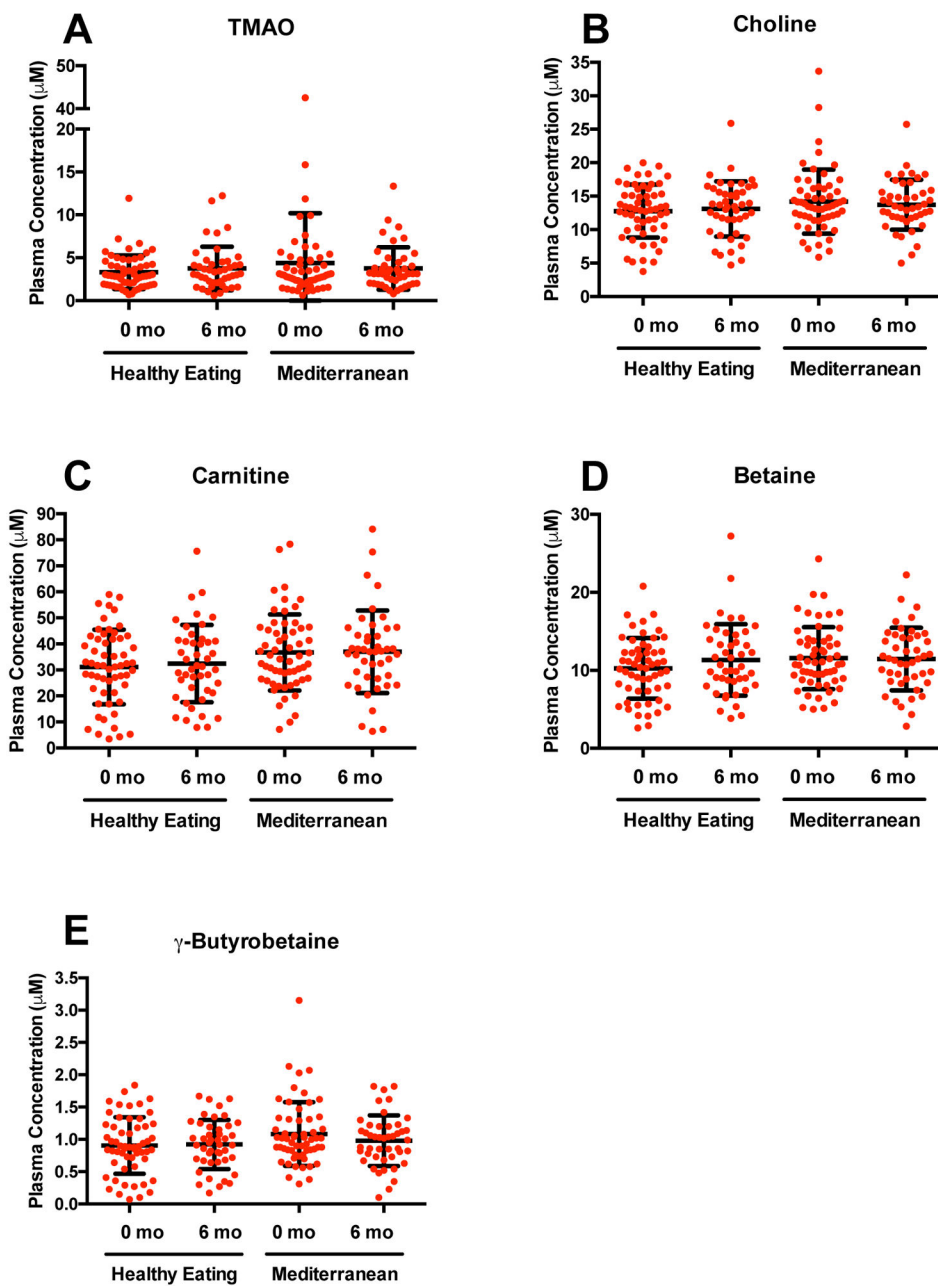 A
TMAO
Plasma Concentration (μM)
50
40
20
15
10
5
0
0 mo 6 mo 0 mo 6 mo
Healthy Eating Mediterranean
B
Choline
Plasma Concentration (μM)
35
30
25
20
15
10
5
0
0 mo 6 mo 0 mo 6 mo
Healthy Eating Mediterranean
C
Carnitine
Plasma Concentration (μM)
90
80
70
60
50
40
30
20
10
0
0 mo 6 mo 0 mo 6 mo
Healthy Eating Mediterranean
D
Betaine
Plasma Concentration (μM)
30
20
10
0
0 mo 6 mo 0 mo 6 mo
Healthy Eating Mediterranean
E
γ-Butyrobetaine
Plasma Concentration (μM)
3.5
3.0
2.5
2.0
1.5
1.0
0.5
0.0
0 mo 6 mo 0 mo 6 mo
Healthy Eating Mediterranean